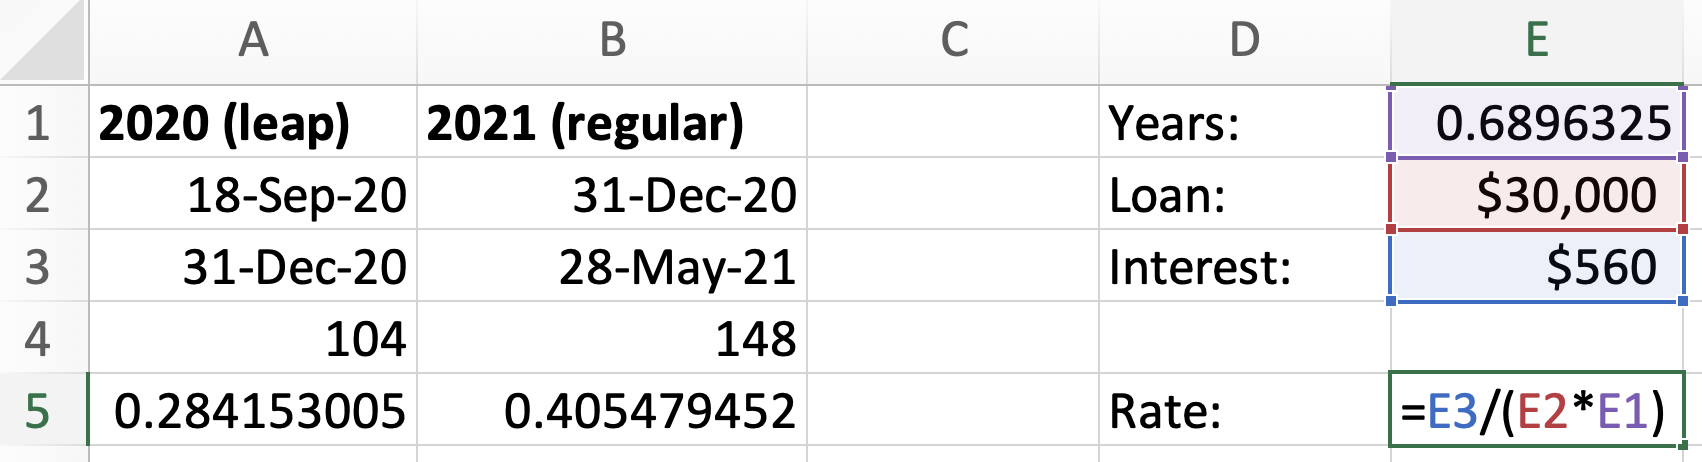 A B C D E
1 2020 (leap) 2021 (regular) Years: 0.6896325
2 18-Sep-20 31-Dec-20 Loan: $30,000
3 31-Dec-20 28-May-21 Interest: $560
4 104 148
5 0.284153005 0.405479452 Rate: =E3/(E2*E1)